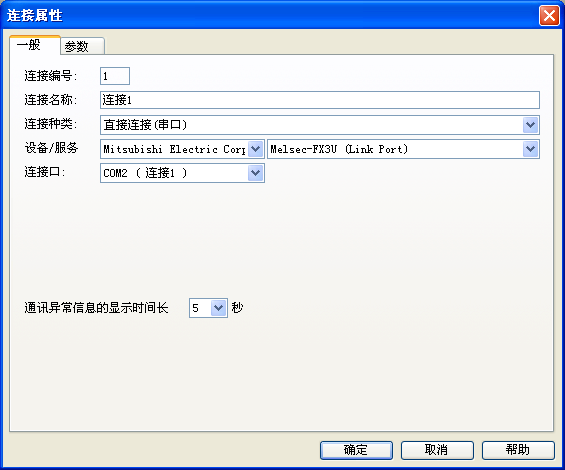 连接属性
一般 参数
连接编号: 1
连接名称: 连接1
连接种类: 直接连接(串口)
设备/服务 Mitsubishi Electric Corp Melsec-FX3U (Link Port)
连接口: COM2 ( 连接1 )
通讯异常信息的显示时间长 5 秒
确定 取消 帮助